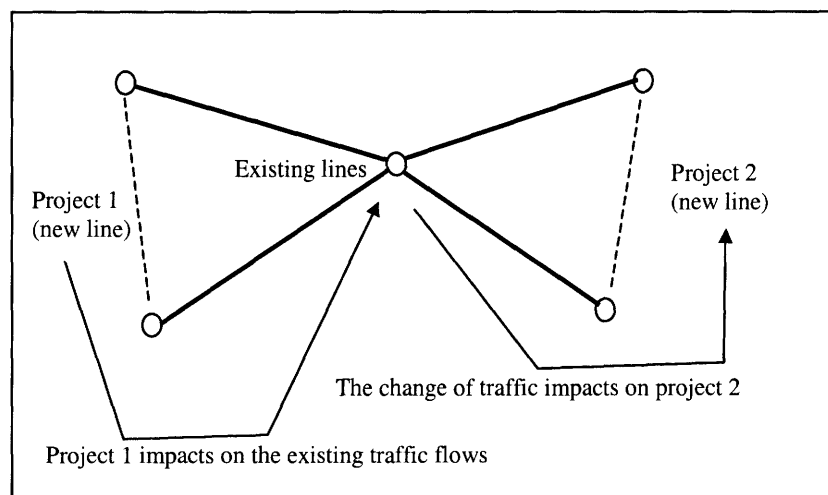 Existing lines
Project 1
(new line)
Project 2
(new line)
The change of traffic impacts on project 2
Project 1 impacts on the existing traffic flows